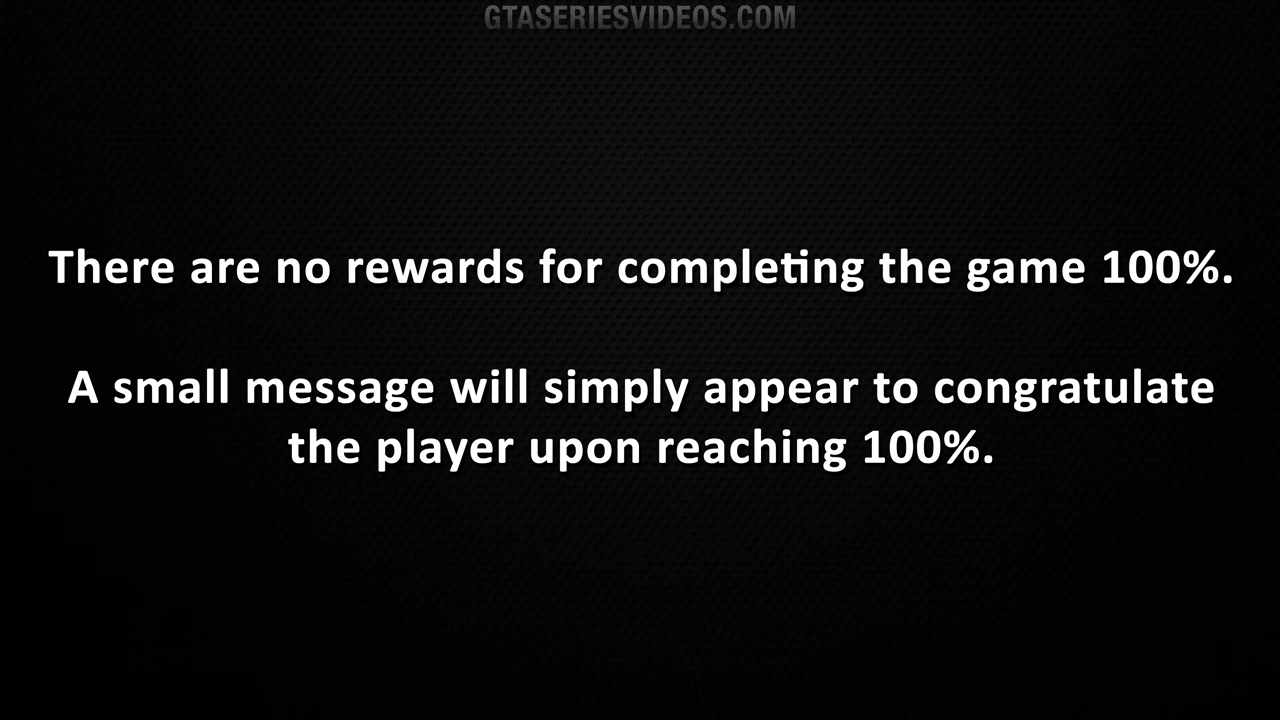 GTASERIESVIDEOS.COM
There are no rewards for completing the game 100%.
A small message will simply appear to congratulate
the player upon reaching 100%.